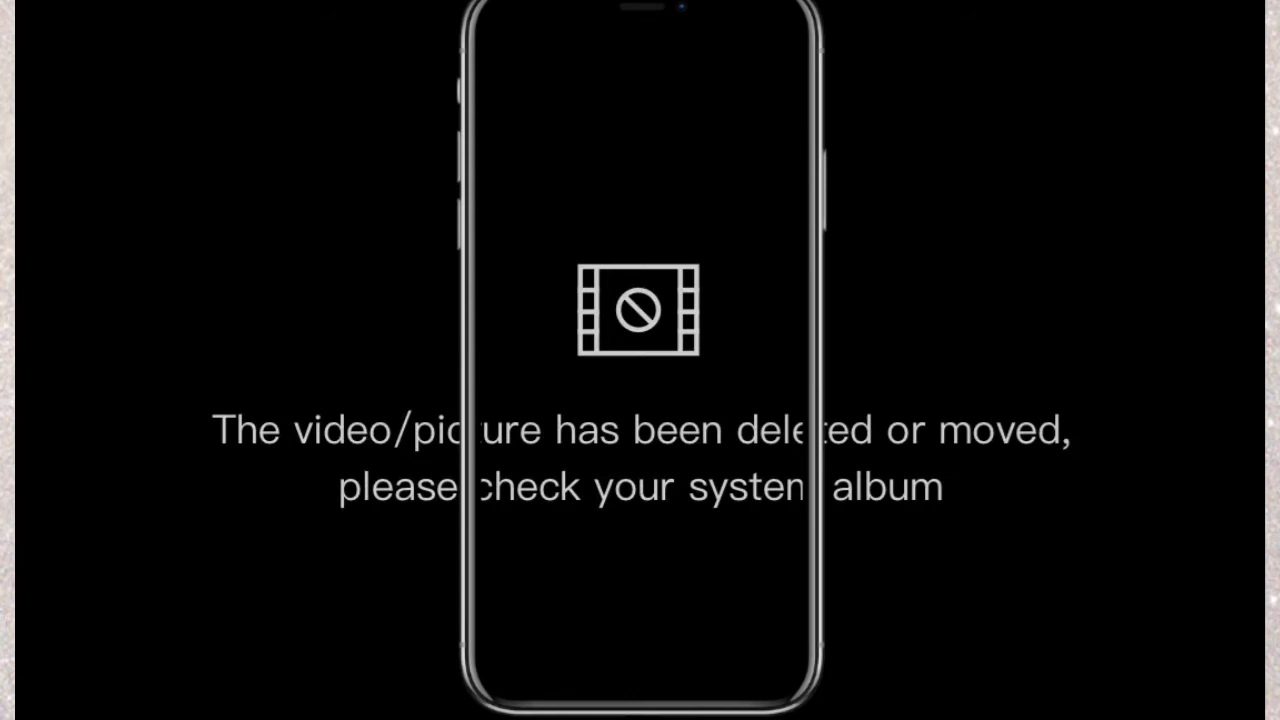 The video/picture has been deleted or moved,
please check your system album